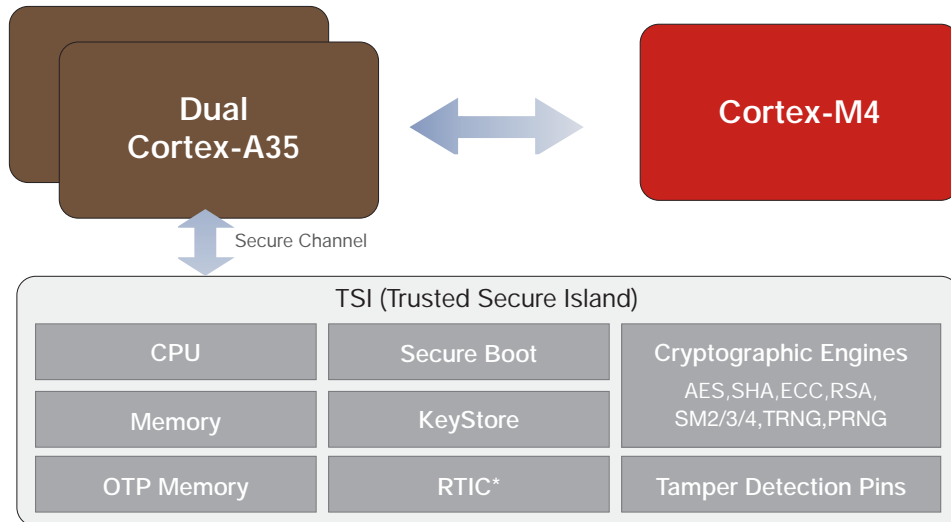 Dual
Cortex-A35
Cortex-M4
Secure Channel
TSI (Trusted Secure Island)
CPU
Secure Boot
Cryptographic Engines
AES,SHA,ECC,RSA,
SM2/3/4,TRNG,PRNG
Memory
KeyStore
OTP Memory
RTIC*
Tamper Detection Pins